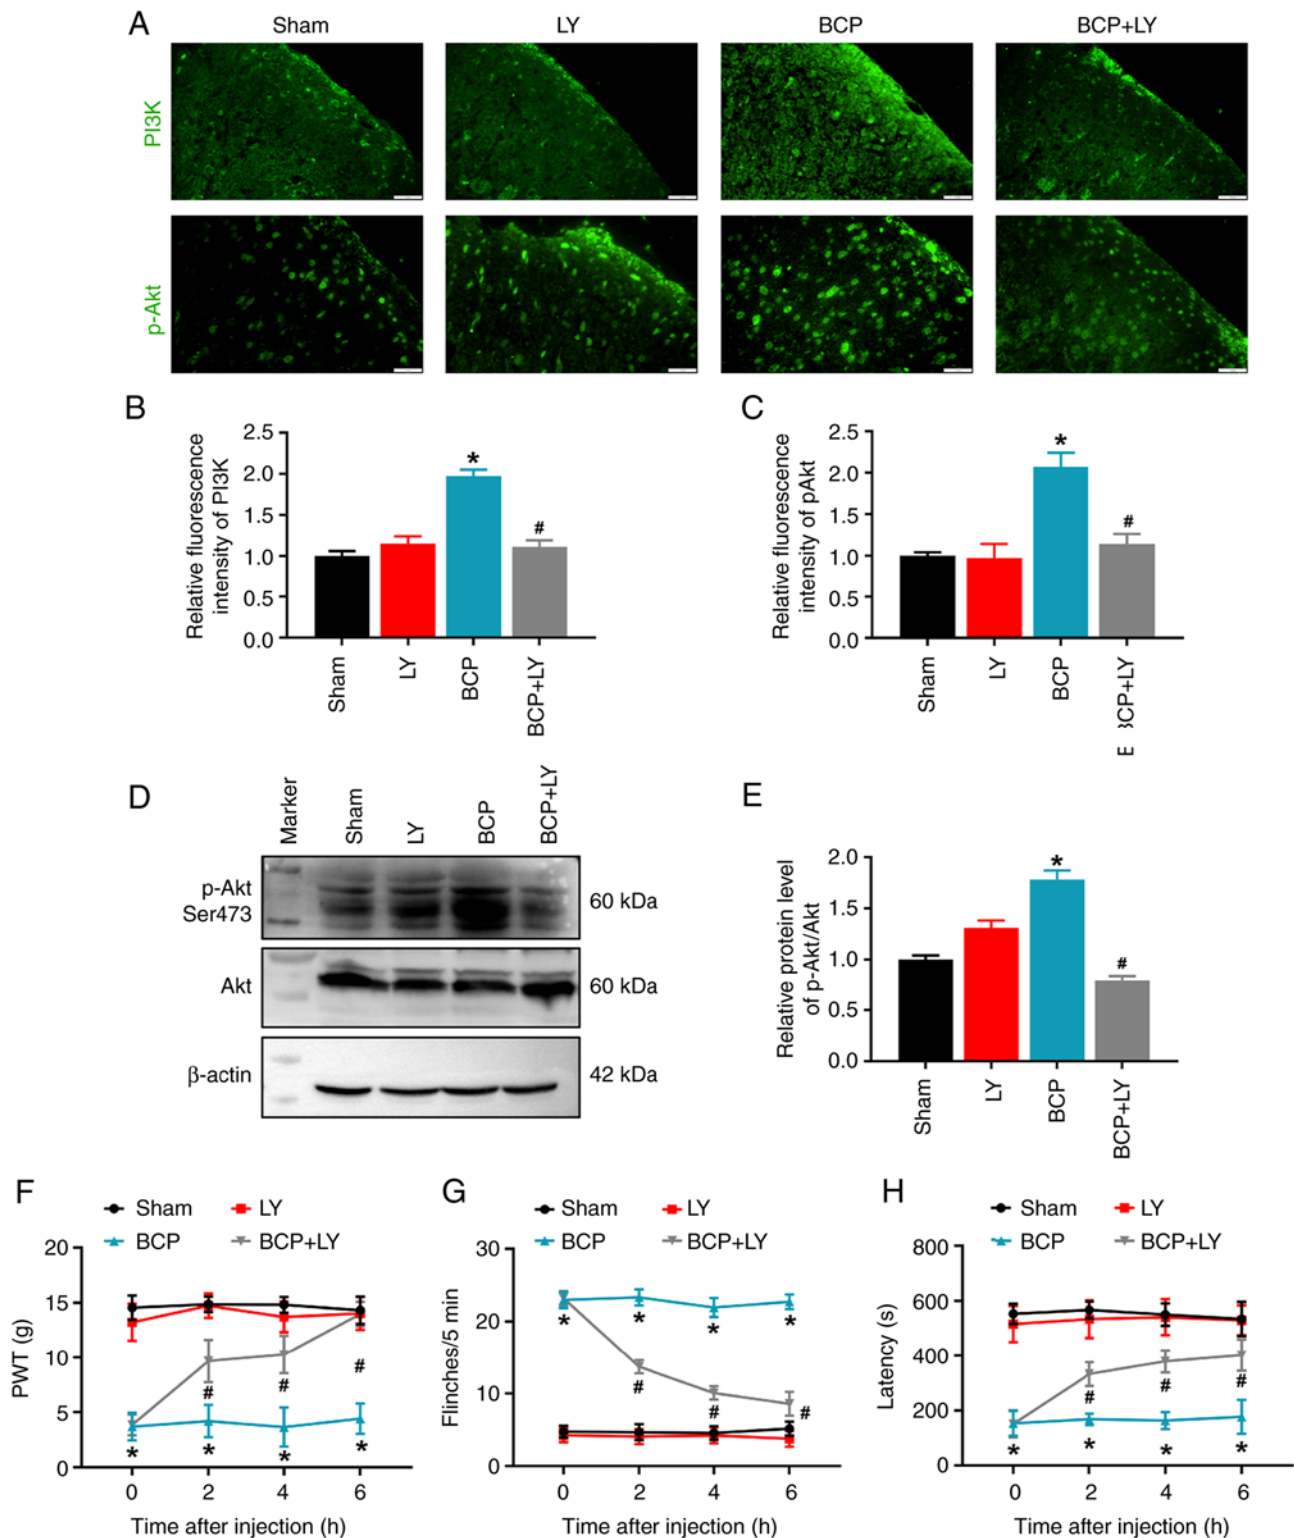 A
Sham LY BCP BCP+LY
PI3K
p-Akt
B
Relative fluorescence
intensity of PI3K
2.5
2.0
1.5
1.0
0.5
0.0
*
#
Sham LY BCP BCP+LY
C
Relative fluorescence
intensity of pAkt
2.5
2.0
1.5
1.0
0.5
0.0
*
#
Sham LY BCP BCP+LY
E
D
Marker Sham LY BCP BCP+LY
p-Akt
Ser473
60 kDa
Akt
60 kDa
β-actin
42 kDa
E
Relative protein level
of p-Akt/Akt
2.0
1.5
1.0
0.5
0.0
*
#
Sham LY BCP BCP+LY
F
Sham LY
BCP BCP+LY
PWT (g)
20
15
10
5
0
# # #
* * * *
0 2 4 6
Time after injection (h)
G
Sham LY
BCP BCP+LY
Flinches/5 min
30
20
10
0
* * * *
# # #
0 2 4 6
Time after injection (h)
H
Sham LY
BCP BCP+LY
Latency (s)
800
600
400
200
0
# # #
* * * *
0 2 4 6
Time after injection (h)